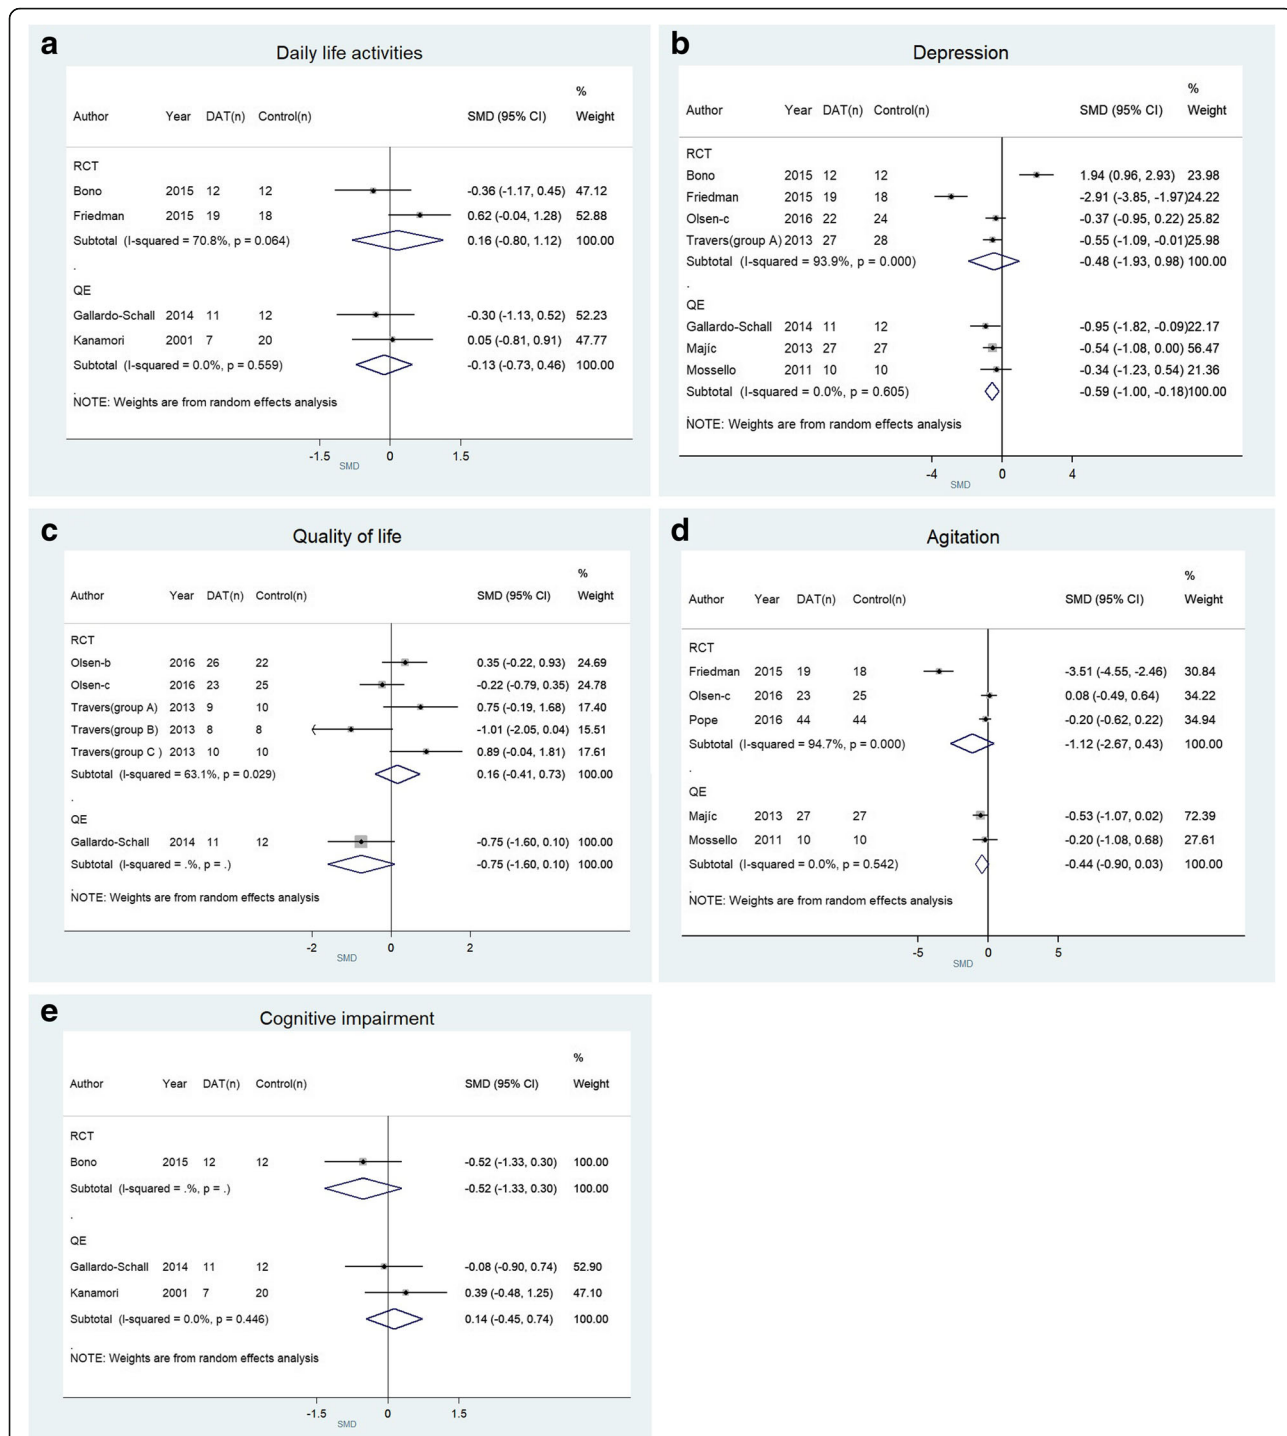 a
Daily life activities
%
Author Year DAT(n) Control(n) SMD (95% CI) Weight
RCT
Bono 2015 12 12 -0.36 (-1.17, 0.45) 47.12
Friedman 2015 19 18 0.62 (-0.04, 1.28) 52.88
Subtotal (I-squared = 70.8%, p = 0.064) 0.16 (-0.80, 1.12) 100.00
.
QE
Gallardo-Schall 2014 11 12 -0.30 (-1.13, 0.52) 52.23
Kanamori 2001 7 20 0.05 (-0.81, 0.91) 47.77
Subtotal (I-squared = 0.0%, p = 0.559) -0.13 (-0.73, 0.46) 100.00
.
NOTE: Weights are from random effects analysis
-1.5 0 1.5
SMD
b
Depression
%
Author Year DAT(n) Control(n) SMD (95% CI) Weight
RCT
Bono 2015 12 12 1.94 (0.96, 2.93) 23.98
Friedman 2015 19 18 -2.91 (-3.85, -1.97)24.22
Olsen-c 2016 22 24 -0.37 (-0.95, 0.22) 25.82
Travers(group A) 2013 27 28 -0.55 (-1.09, -0.01)25.98
Subtotal (I-squared = 93.9%, p = 0.000) -0.48 (-1.93, 0.98) 100.00
.
QE
Gallardo-Schall 2014 11 12 -0.95 (-1.82, -0.09)22.17
Majíc 2013 27 27 -0.54 (-1.08, 0.00) 56.47
Mossello 2011 10 10 -0.34 (-1.23, 0.54) 21.36
Subtotal (I-squared = 0.0%, p = 0.605) -0.59 (-1.00, -0.18)100.00
.
NOTE: Weights are from random effects analysis
-4 0 4
SMD
c
Quality of life
%
Author Year DAT(n) Control(n) SMD (95% CI) Weight
RCT
Olsen-b 2016 26 22 0.35 (-0.22, 0.93) 24.69
Olsen-c 2016 23 25 -0.22 (-0.79, 0.35) 24.78
Travers(group A) 2013 9 10 0.75 (-0.19, 1.68) 17.40
Travers(group B) 2013 8 8 -1.01 (-2.05, 0.04) 15.51
Travers(group C ) 2013 10 10 0.89 (-0.04, 1.81) 17.61
Subtotal (I-squared = 63.1%, p = 0.029) 0.16 (-0.41, 0.73) 100.00
.
QE
Gallardo-Schall 2014 11 12 -0.75 (-1.60, 0.10) 100.00
Subtotal (I-squared = .%, p = .) -0.75 (-1.60, 0.10) 100.00
.
NOTE: Weights are from random effects analysis
-2 0 2
SMD
d
Agitation
%
Author Year DAT(n) Control(n) SMD (95% CI) Weight
RCT
Friedman 2015 19 18 -3.51 (-4.55, -2.46) 30.84
Olsen-c 2016 23 25 0.08 (-0.49, 0.64) 34.22
Pope 2016 44 44 -0.20 (-0.62, 0.22) 34.94
Subtotal (I-squared = 94.7%, p = 0.000) -1.12 (-2.67, 0.43) 100.00
.
QE
Majíc 2013 27 27 -0.53 (-1.07, 0.02) 72.39
Mossello 2011 10 10 -0.20 (-1.08, 0.68) 27.61
Subtotal (I-squared = 0.0%, p = 0.542) -0.44 (-0.90, 0.03) 100.00
.
NOTE: Weights are from random effects analysis
-5 0 5
SMD
e
Cognitive impairment
%
Author Year DAT(n) Control(n) SMD (95% CI) Weight
RCT
Bono 2015 12 12 -0.52 (-1.33, 0.30) 100.00
Subtotal (I-squared = .%, p = .) -0.52 (-1.33, 0.30) 100.00
.
QE
Gallardo-Schall 2014 11 12 -0.08 (-0.90, 0.74) 52.90
Kanamori 2001 7 20 0.39 (-0.48, 1.25) 47.10
Subtotal (I-squared = 0.0%, p = 0.446) 0.14 (-0.45, 0.74) 100.00
.
NOTE: Weights are from random effects analysis
-1.5 0 1.5
SMD